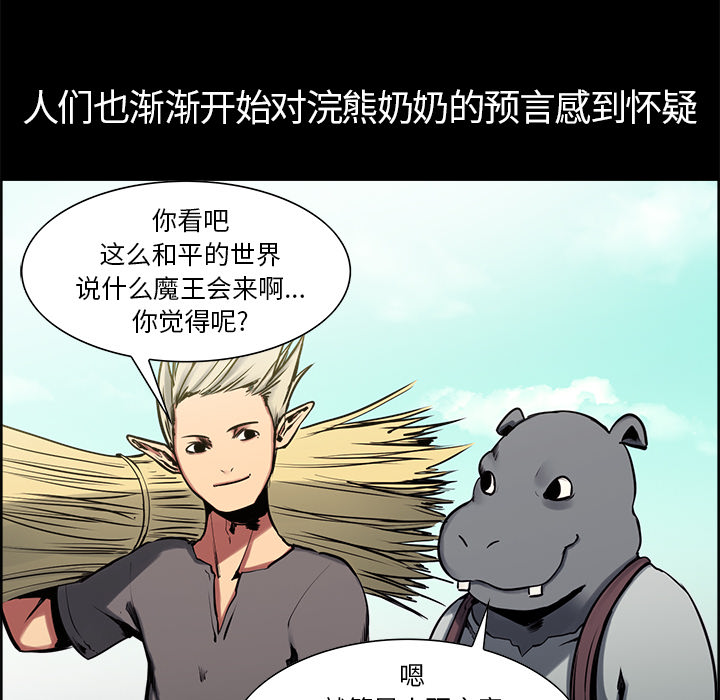 人们也渐渐开始对浣熊奶奶的预言感到怀疑
你看吧
这么和平的世界
说什么魔王会来啊...
你觉得呢?
嗯